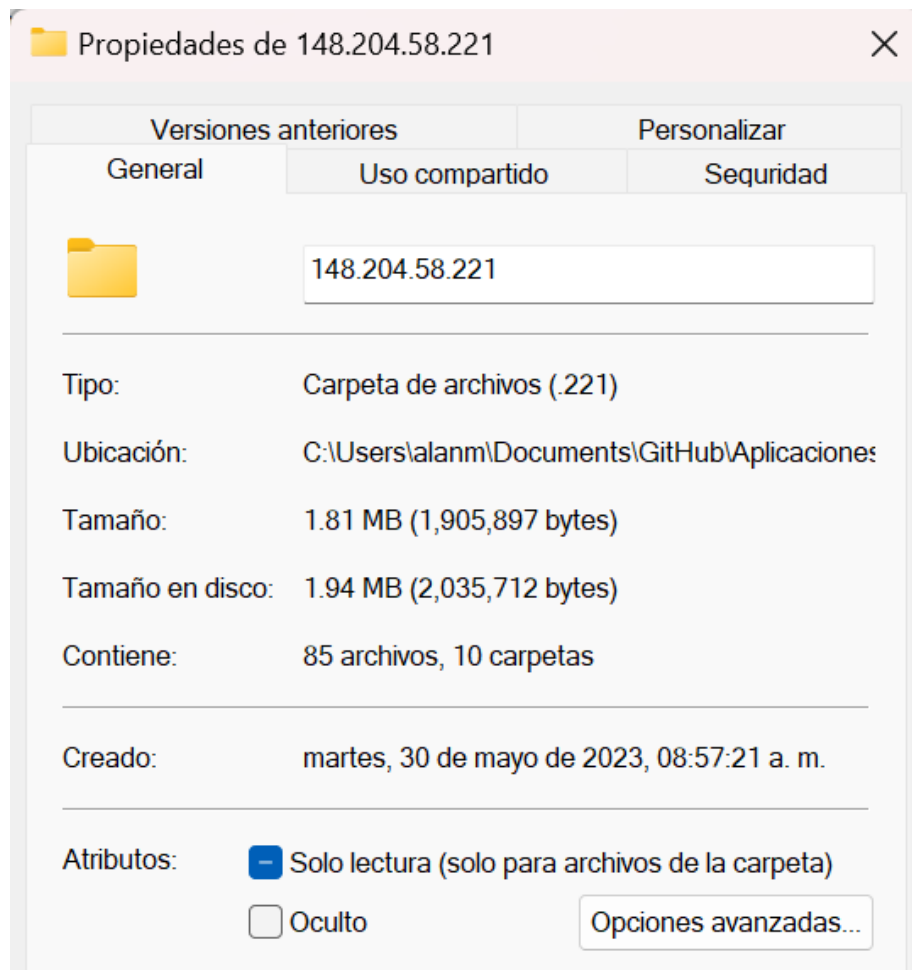 Propiedades de 148.204.58.221
Versiones anteriores Personalizar
General Uso compartido Seguridad
148.204.58.221
Tipo: Carpeta de archivos (.221)
Ubicación: C:\Users\alanm\Documents\GitHub\Aplicaciones
Tamaño: 1.81 MB (1,905,897 bytes)
Tamaño en disco: 1.94 MB (2,035,712 bytes)
Contiene: 85 archivos, 10 carpetas
Creado: martes, 30 de mayo de 2023, 08:57:21 a. m.
Atributos: Solo lectura (solo para archivos de la carpeta)
Oculto Opciones avanzadas...